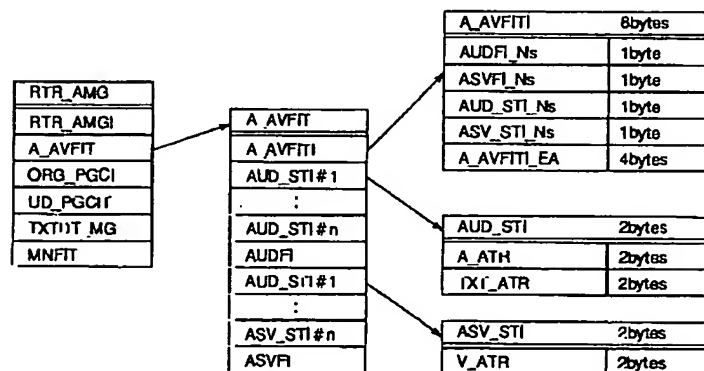 RTR_AMG
RTR_AMGI
A_AVFIT
ORG_PGCI
UD_PGCIT
TXTDT_MG
MNFIT
A_AVFIT
A_AVFITI
AUD_STI#1
:
AUD_STI#n
AUDFI
AUD_STI#1
:
ASV_STI#n
ASVFI
A_AVFITI 8bytes
AUDFI_Ns 1byte
ASVFI_Ns 1byte
AUD_STI_Ns 1byte
ASV_STI_Ns 1byte
A_AVFITI_EA 4bytes
AUD_STI 2bytes
A_ATR 2bytes
TXT_ATR 2bytes
ASV_STI 2bytes
V_ATR 2bytes